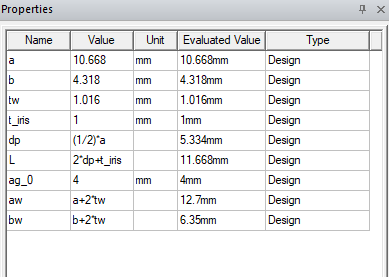 Properties
Name Value Unit Evaluated Value Type
a 10.668 mm 10.668mm Design
b 4.318 mm 4.318mm Design
tw 1.016 mm 1.016mm Design
t_iris 1 mm 1mm Design
dp (1/2)*a 5.334mm Design
L 2*dp+t_iris 11.668mm Design
ag_0 4 mm 4mm Design
aw a+2*tw 12.7mm Design
bw b+2*tw 6.35mm Design